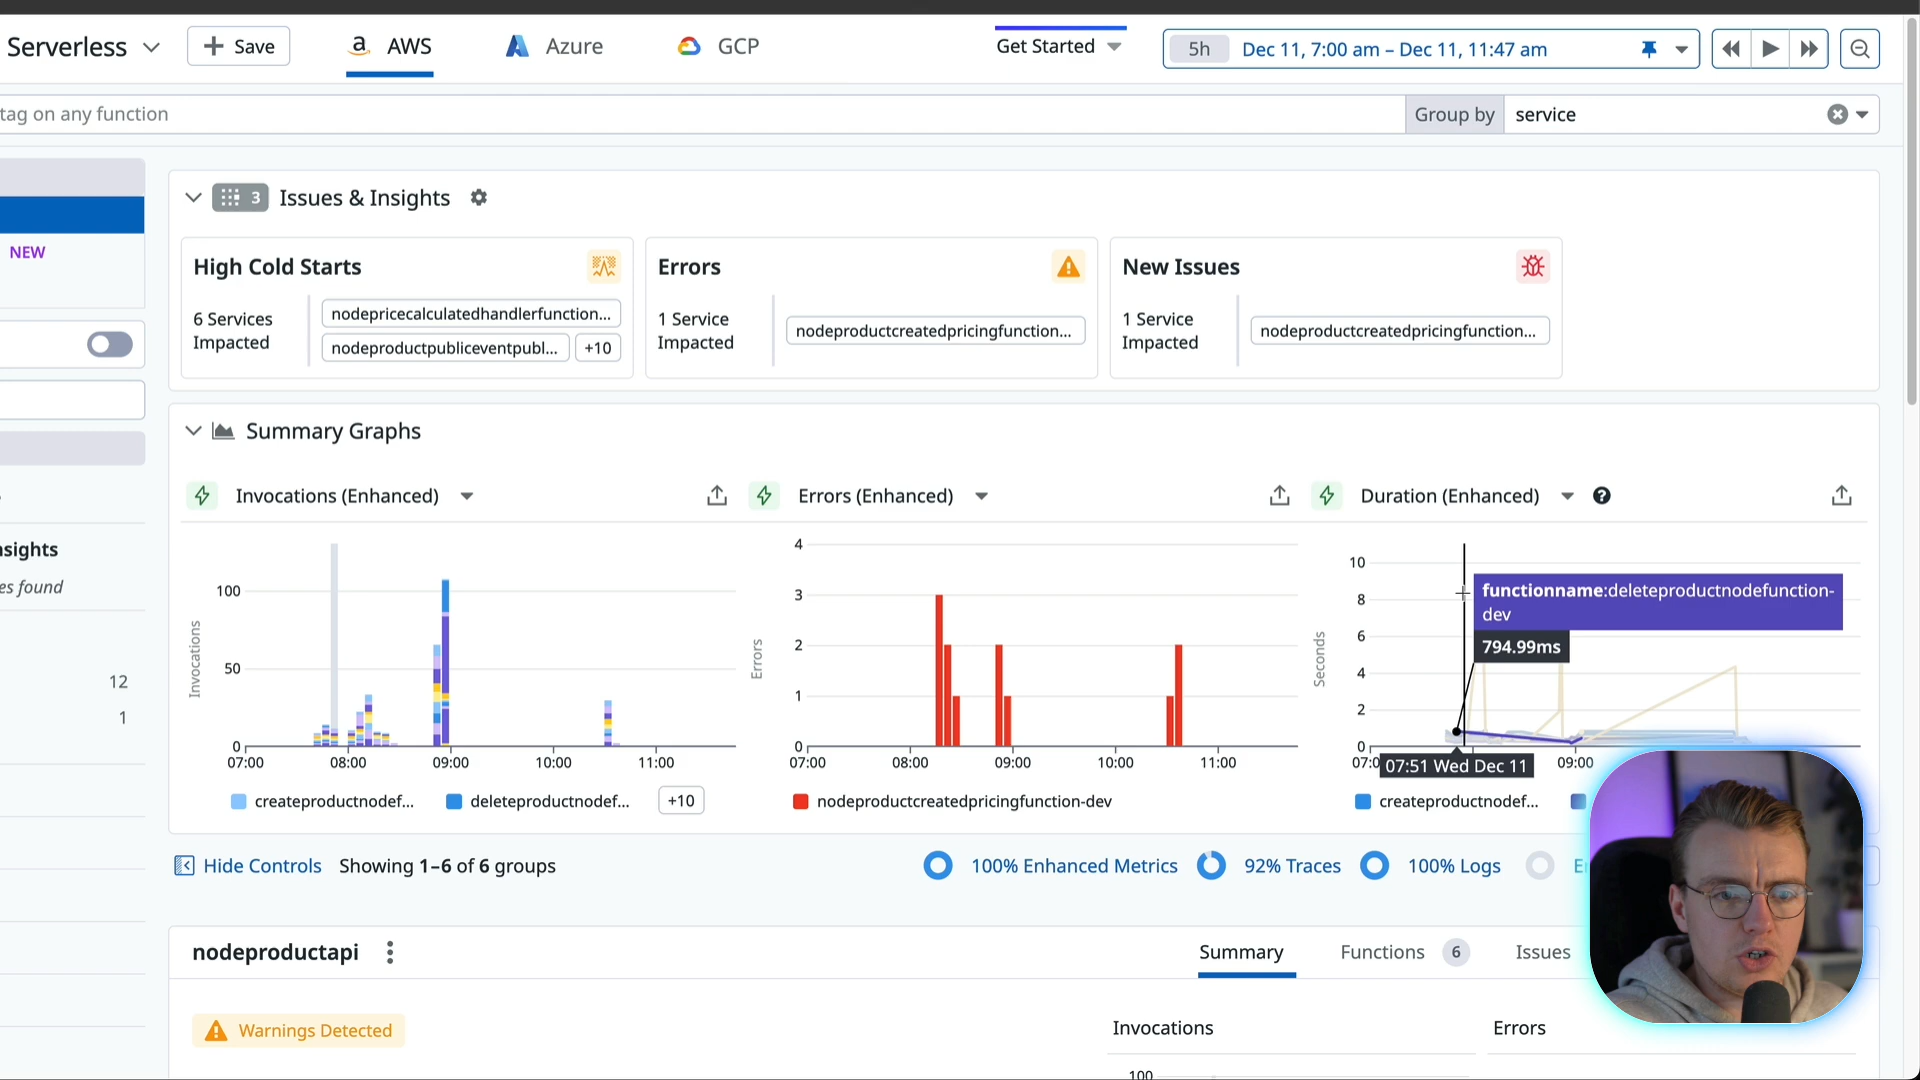 Serverless
Save
AWS
Azure
GCP
Get Started
5h
Dec 11, 7:00 am – Dec 11, 11:47 am
tag on any function
Group by
service
NEW
nsights
es found
12
1
3
Issues & Insights
High Cold Starts
6 Services
Impacted
nodepricecalculatedhandlerfunction...
nodeproductpubliceventpubl...
+10
Errors
1 Service
Impacted
nodeproductcreatedpricingfunction...
New Issues
1 Service
Impacted
nodeproductcreatedpricingfunction...
Summary Graphs
Invocations (Enhanced)
Invocations
100
50
0
07:00
08:00
09:00
10:00
11:00
createproductnodef...
deleteproductnodef...
+10
Errors (Enhanced)
Errors
4
3
2
1
0
07:00
08:00
09:00
10:00
11:00
nodeproductcreatedpricingfunction-dev
Duration (Enhanced)
Seconds
10
8
6
4
2
0
functionname:deleteproductnodefunction-
dev
794.99ms
07:0
07:51 Wed Dec 11
09:00
createproductnodef...
Hide Controls
Showing 1–6 of 6 groups
100% Enhanced Metrics
92% Traces
100% Logs
nodeproductapi
Summary
Functions
6
Issues
Warnings Detected
Invocations
100
Errors